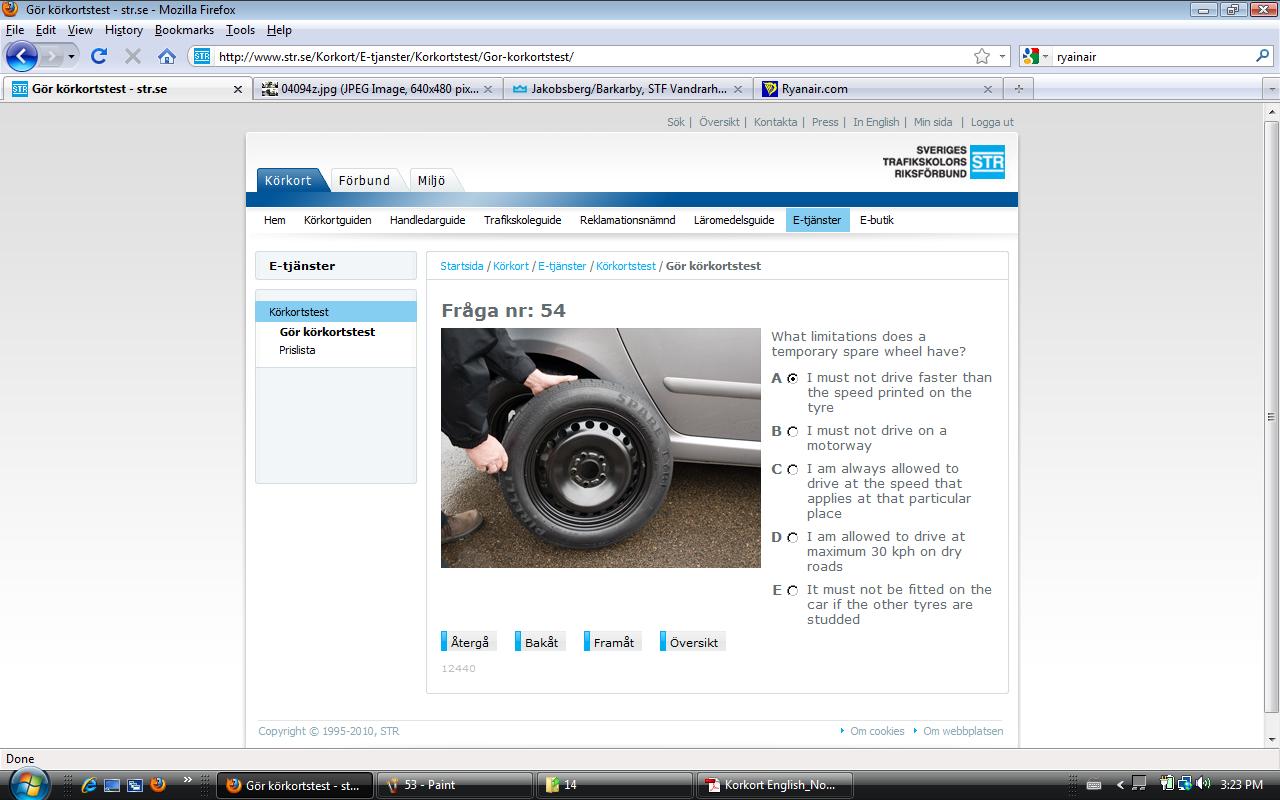 Gör körkortstest - str.se - Mozilla Firefox
File Edit View History Bookmarks Tools Help
http://www.str.se/Korkort/E-tjanster/Korkortstest/Gor-korkortstest/
ryainair
STR Gör körkortstest - str.se
04094z.jpg (JPEG Image, 640x480 pix...
Jakobsberg/Barkarby, STF Vandrarh...
Ryanair.com
Sök | Översikt | Kontakta | Press | In English | Min sida | Logga ut
SVERIGES
TRAFIKSKOLORS STR
RIKSFÖRBUND
Körkort Förbund Miljö
Hem Körkortguiden Handledarguide Trafikskoleguide Reklamationsnämnd Läromedelsguide E-tjänster E-butik
E-tjänster
Körkortstest
Gör körkortstest
Prislista
Startsida / Körkort / E-tjänster / Körkortstest / Gör körkortstest
Fråga nr: 54
SPARE
PIRELLI
What limitations does a
temporary spare wheel have?
A I must not drive faster than
the speed printed on the
tyre
B I must not drive on a
motorway
C I am always allowed to
drive at the speed that
applies at that particular
place
D I am allowed to drive at
maximum 30 kph on dry
roads
E It must not be fitted on the
car if the other tyres are
studded
Återgå Bakåt Framåt Översikt
12440
Copyright © 1995-2010, STR
Om cookies Om webbplatsen
Done
Gör körkortstest - st...
53 - Paint
14
Korkort English_No...
3:23 PM